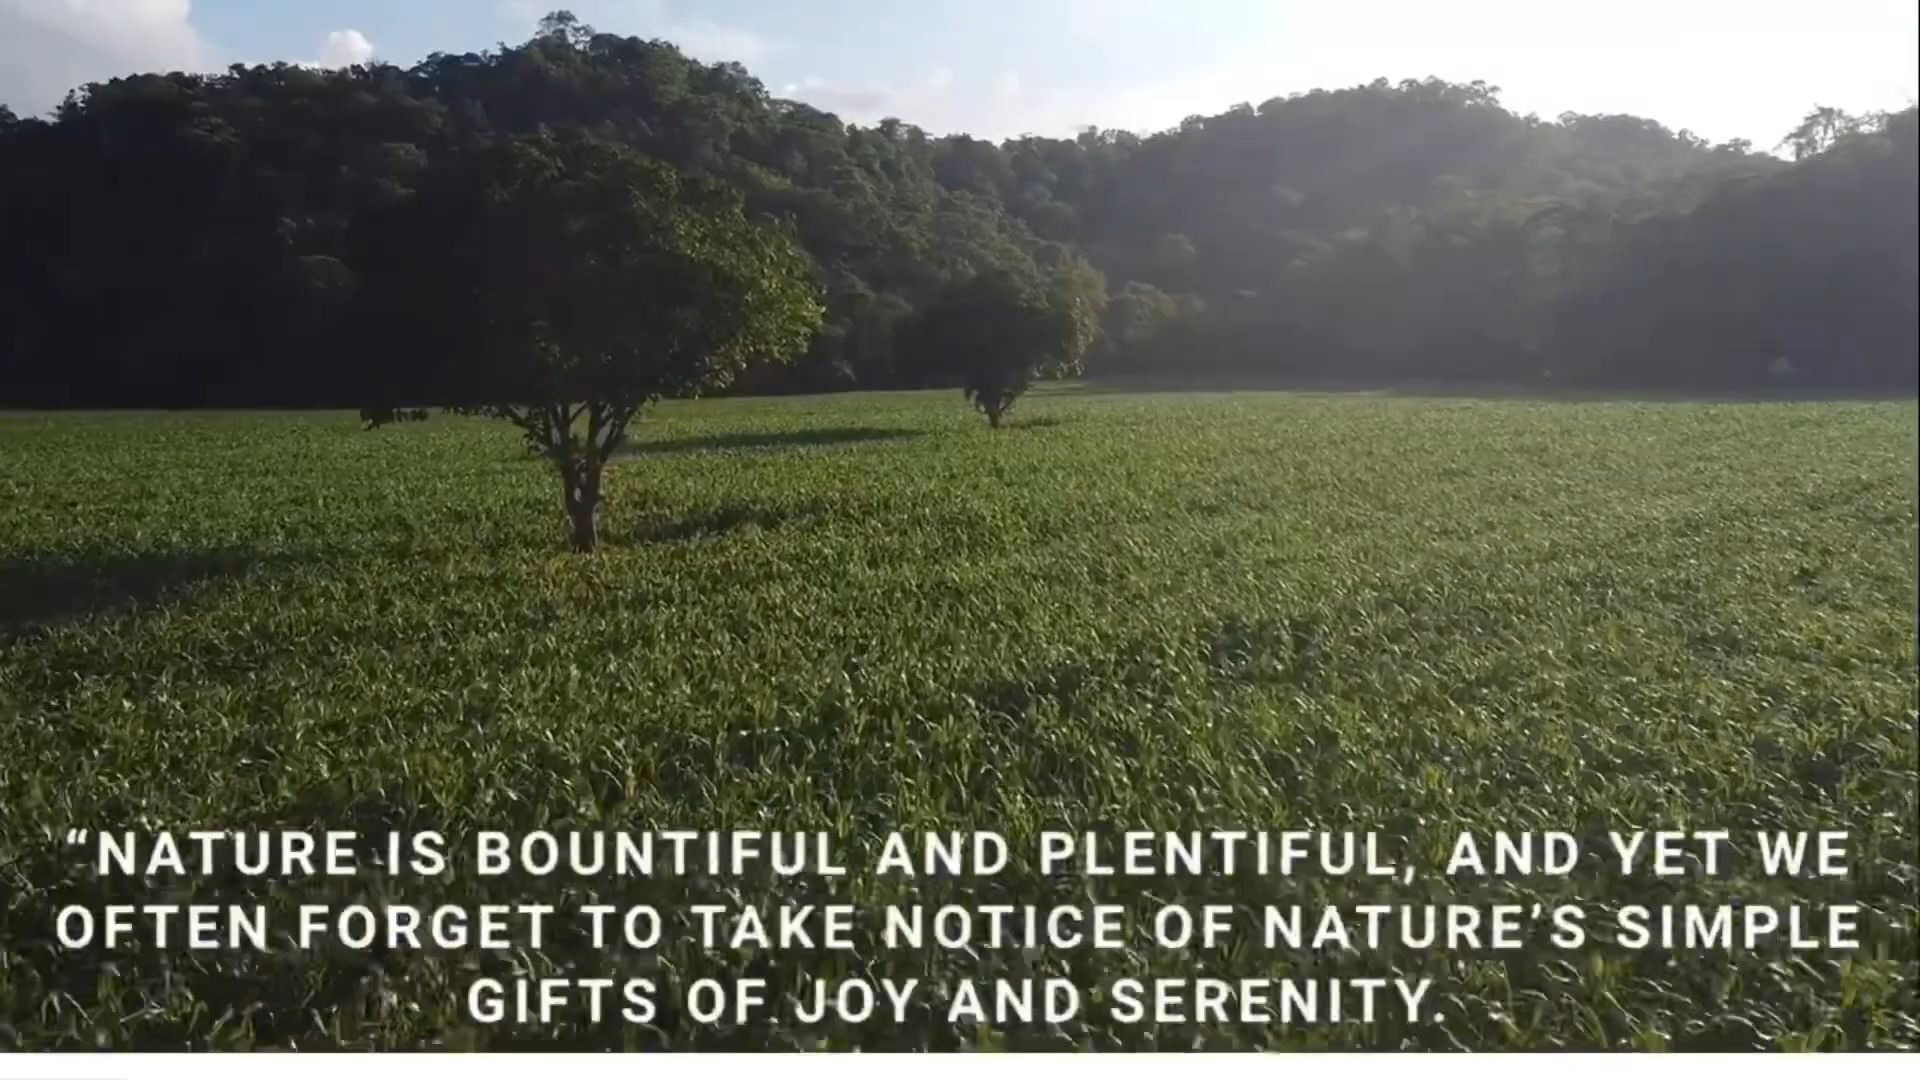 “NATURE IS BOUNTIFUL AND PLENTIFUL, AND YET WE
OFTEN FORGET TO TAKE NOTICE OF NATURE’S SIMPLE
GIFTS OF JOY AND SERENITY.